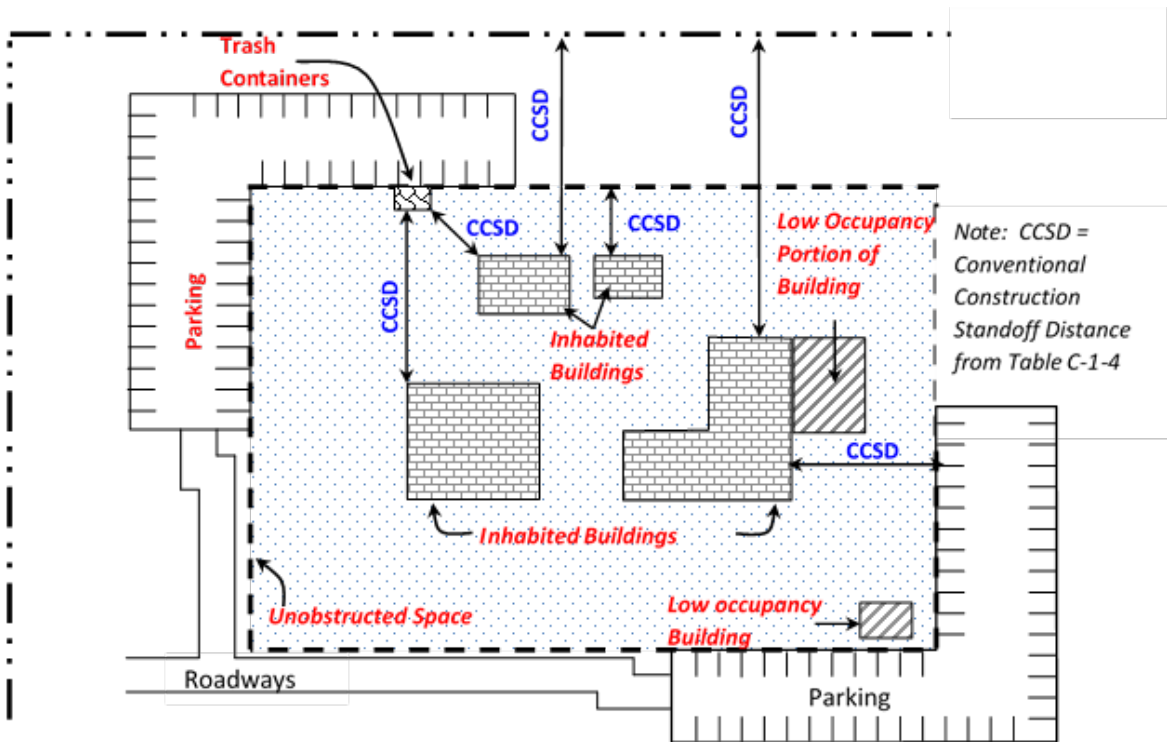 Trash
Containers
CCSD
CCSD
CCSD
CCSD
Low Occupancy
Portion of
Building
Note: CCSD =
Conventional
Construction
Standoff Distance
from Table C-1-4
Parking
CCSD
Inhabited
Buildings
CCSD
Inhabited Buildings
Unobstructed Space
Low occupancy
Building
Roadways
Parking